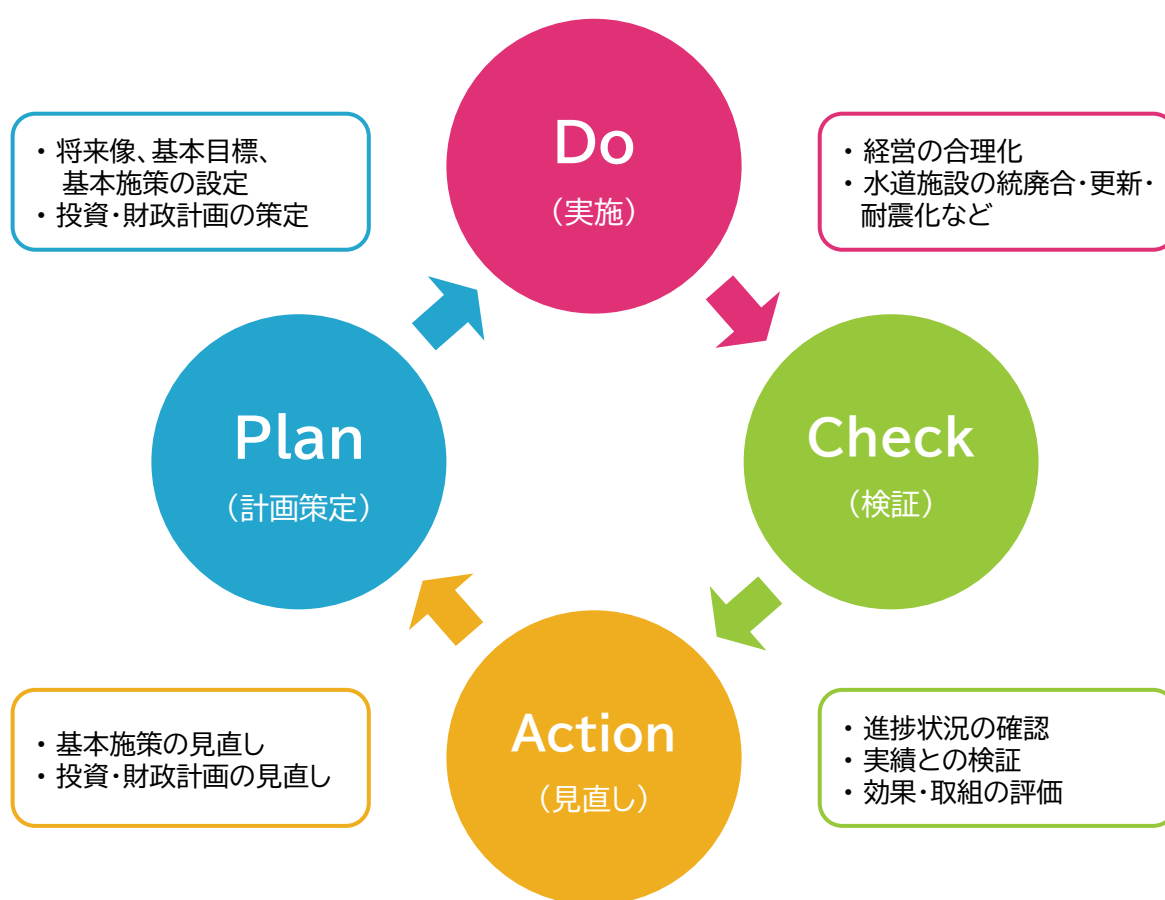 Do
（実施）
・将来像、基本目標、
基本施策の設定
・投資・財政計画の策定
・経営の合理化
・水道施設の統廃合・更新・
耐震化など
Plan
（計画策定）
Check
（検証）
Action
（見直し）
・基本施策の見直し
・投資・財政計画の見直し
・進捗状況の確認
・実績との検証
・効果・取組の評価